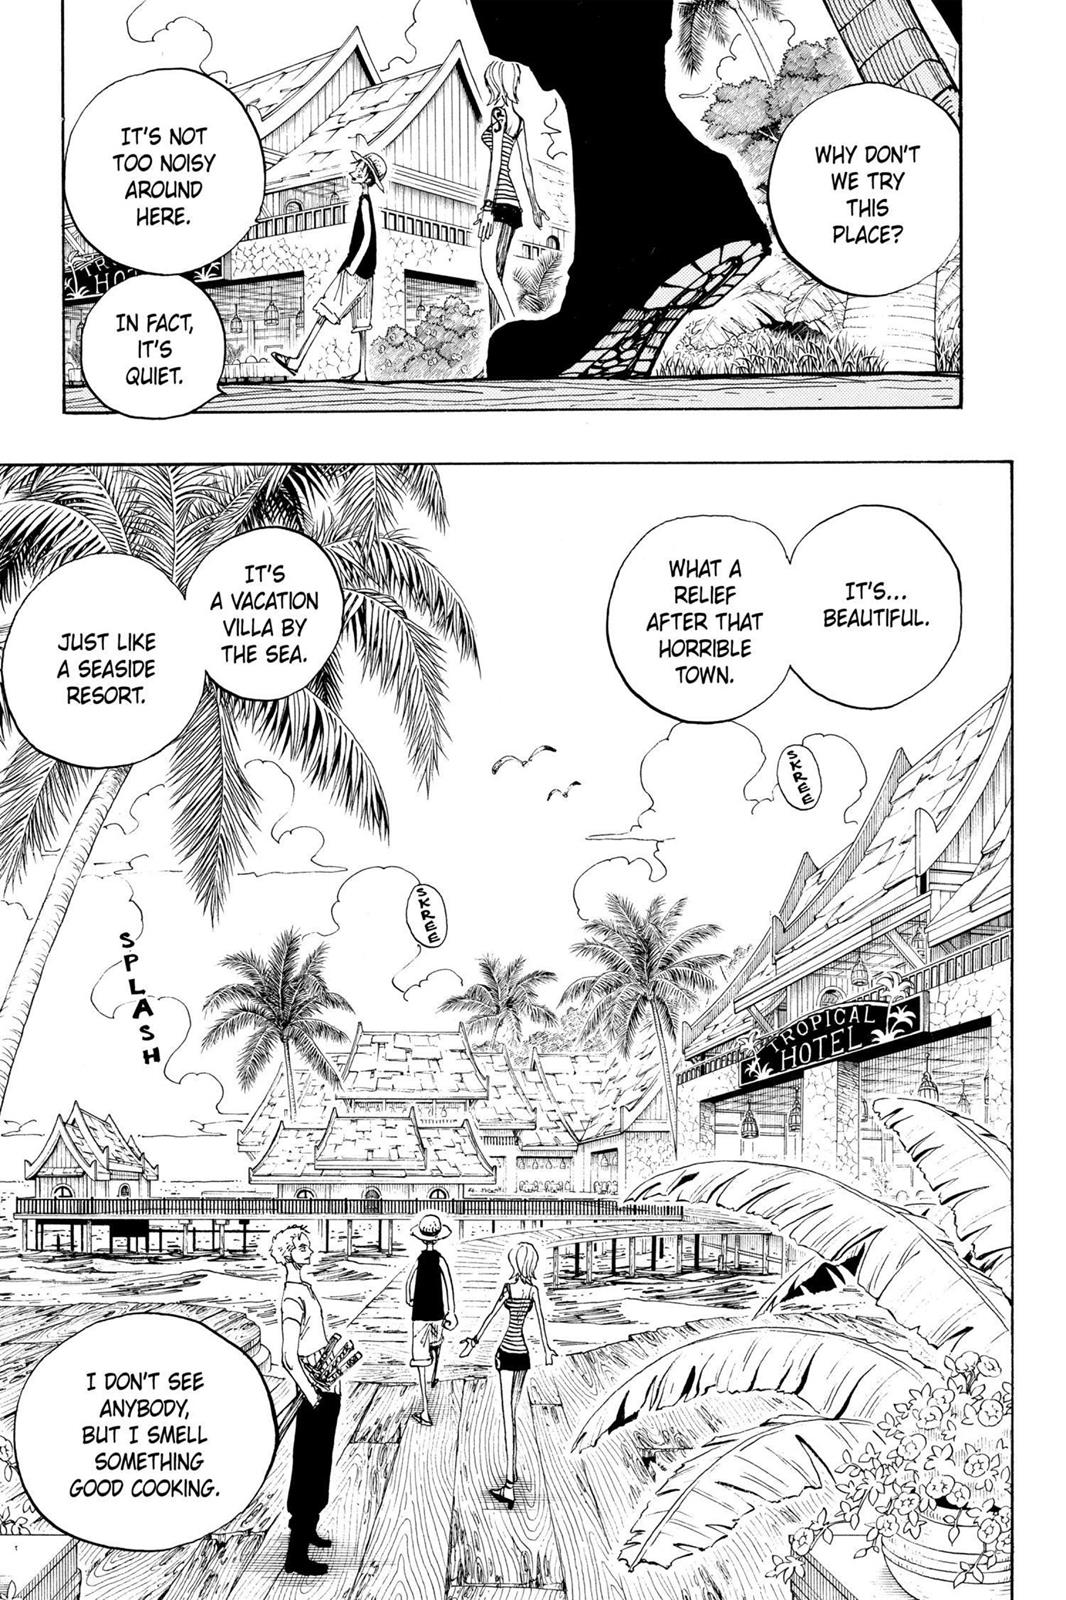 WHY DON'T
WE TRY
THIS
PLACE?
IT'S NOT
TOO NOISY
AROUND
HERE.
IN FACT,
IT'S
QUIET.
TR
HOT
IT'S...
BEAUTIFUL.
WHAT A
RELIEF
AFTER THAT
HORRIBLE
TOWN.
IT'S
A VACATION
VILLA BY
THE SEA.
JUST LIKE
A SEASIDE
RESORT.
SKREE
SKREE
SPLASH
TROPICAL
HOTEL
I DON'T SEE
ANYBODY,
BUT I SMELL
SOMETHING
GOOD COOKING.